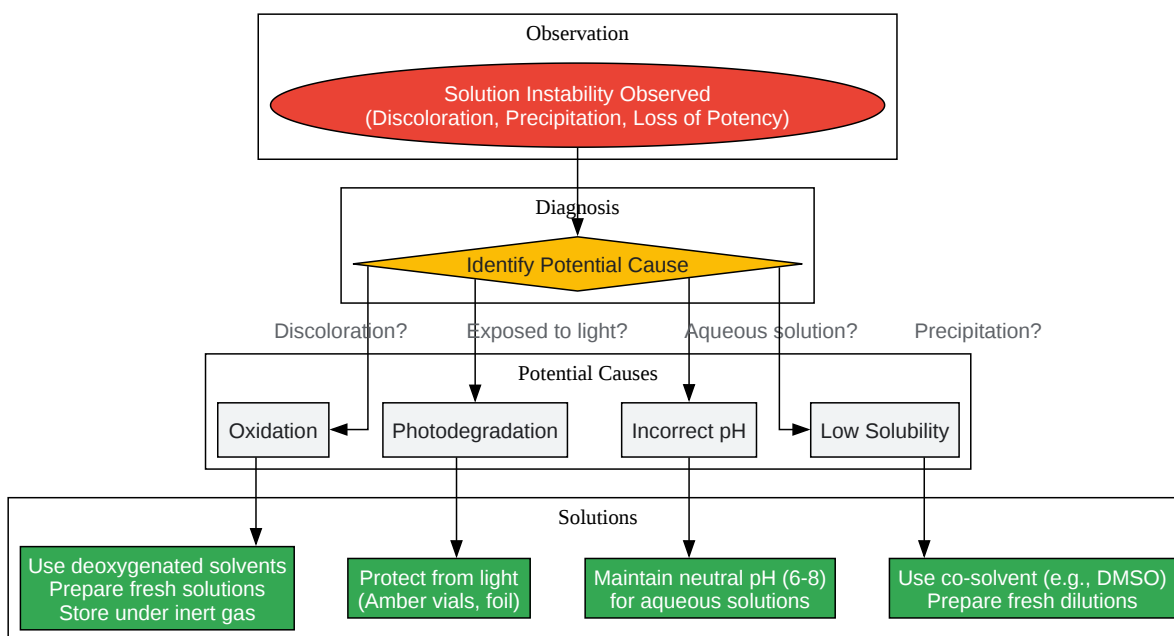 Observation
Solution Instability Observed
(Discoloration, Precipitation, Loss of Potency)
Diagnosis
Identify Potential Cause
Discoloration?
Exposed to light?
Aqueous solution?
Precipitation?
Potential Causes
Oxidation
Photodegradation
Incorrect pH
Low Solubility
Solutions
Use deoxygenated solvents
Prepare fresh solutions
Store under inert gas
Protect from light
(Amber vials, foil)
Maintain neutral pH (6-8)
for aqueous solutions
Use co-solvent (e.g., DMSO)
Prepare fresh dilutions